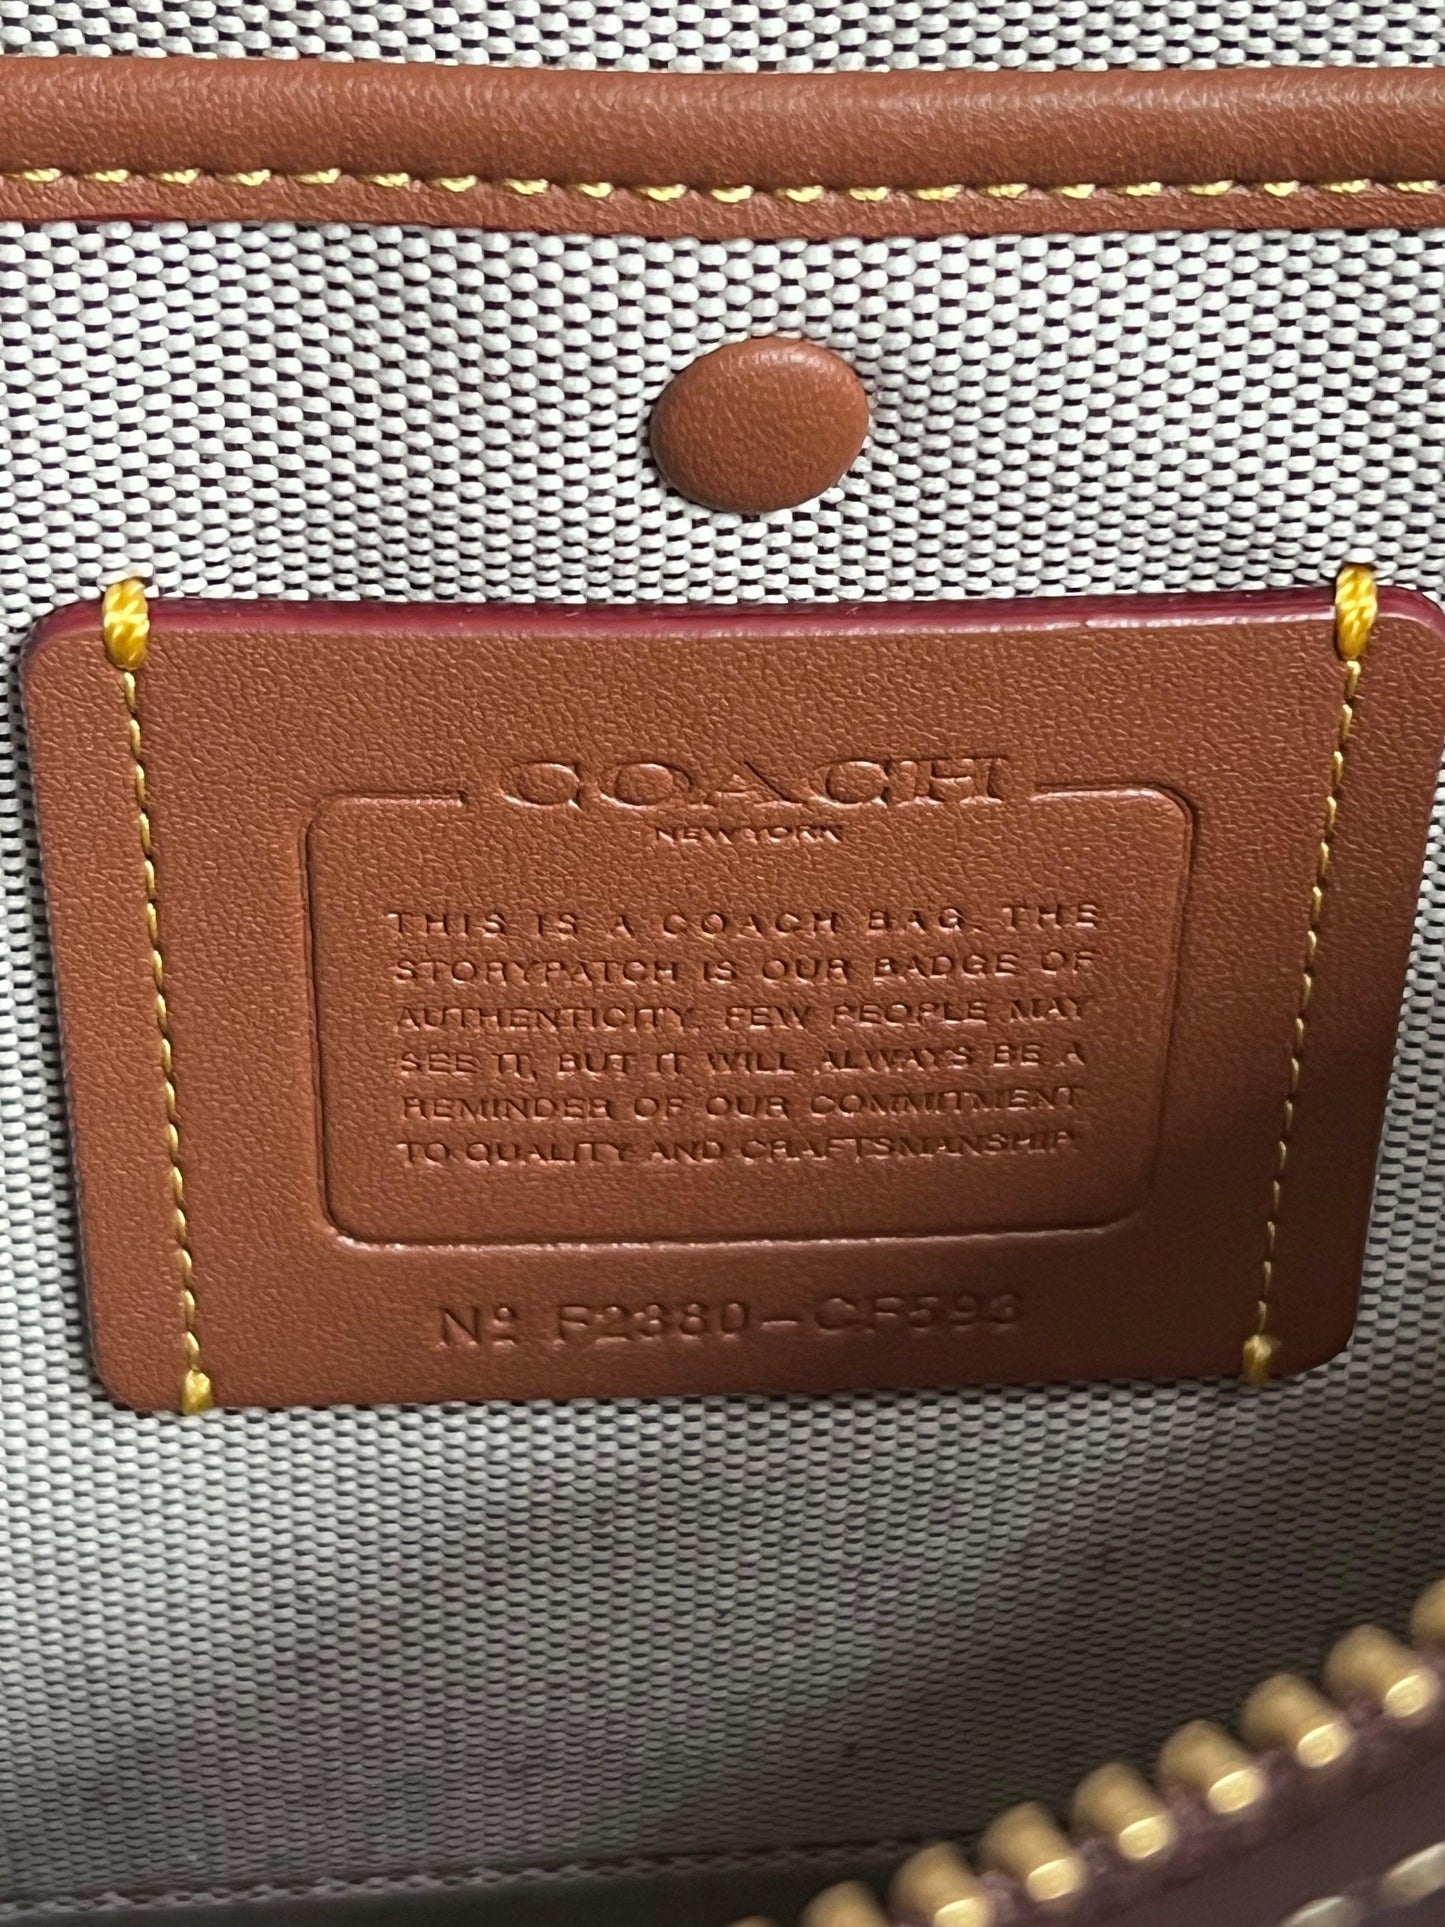 COACH
NEW YORK
THIS IS A COACH BAG. THE
STORYPATCH IS OUR BADGE OF
AUTHENTICITY. FEW PEOPLE MAY
SEE IT, BUT IT WILL ALWAYS BE A
REMINDER OF OUR COMMITMENT
TO QUALITY AND CRAFTSMANSHIP.
Nº F2380-CF593